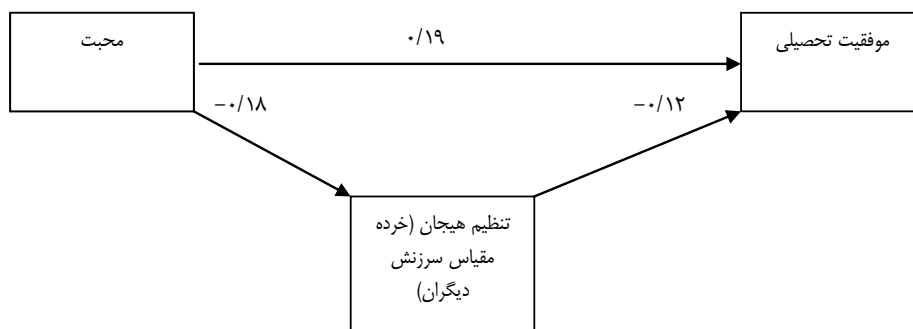 محبت
۰/۱۹
موفقیت تحصیلی
-۰/۱۸
-۰/۱۲
تنظیم هیجان (خرده
مقیاس سرزنش
دیگران)